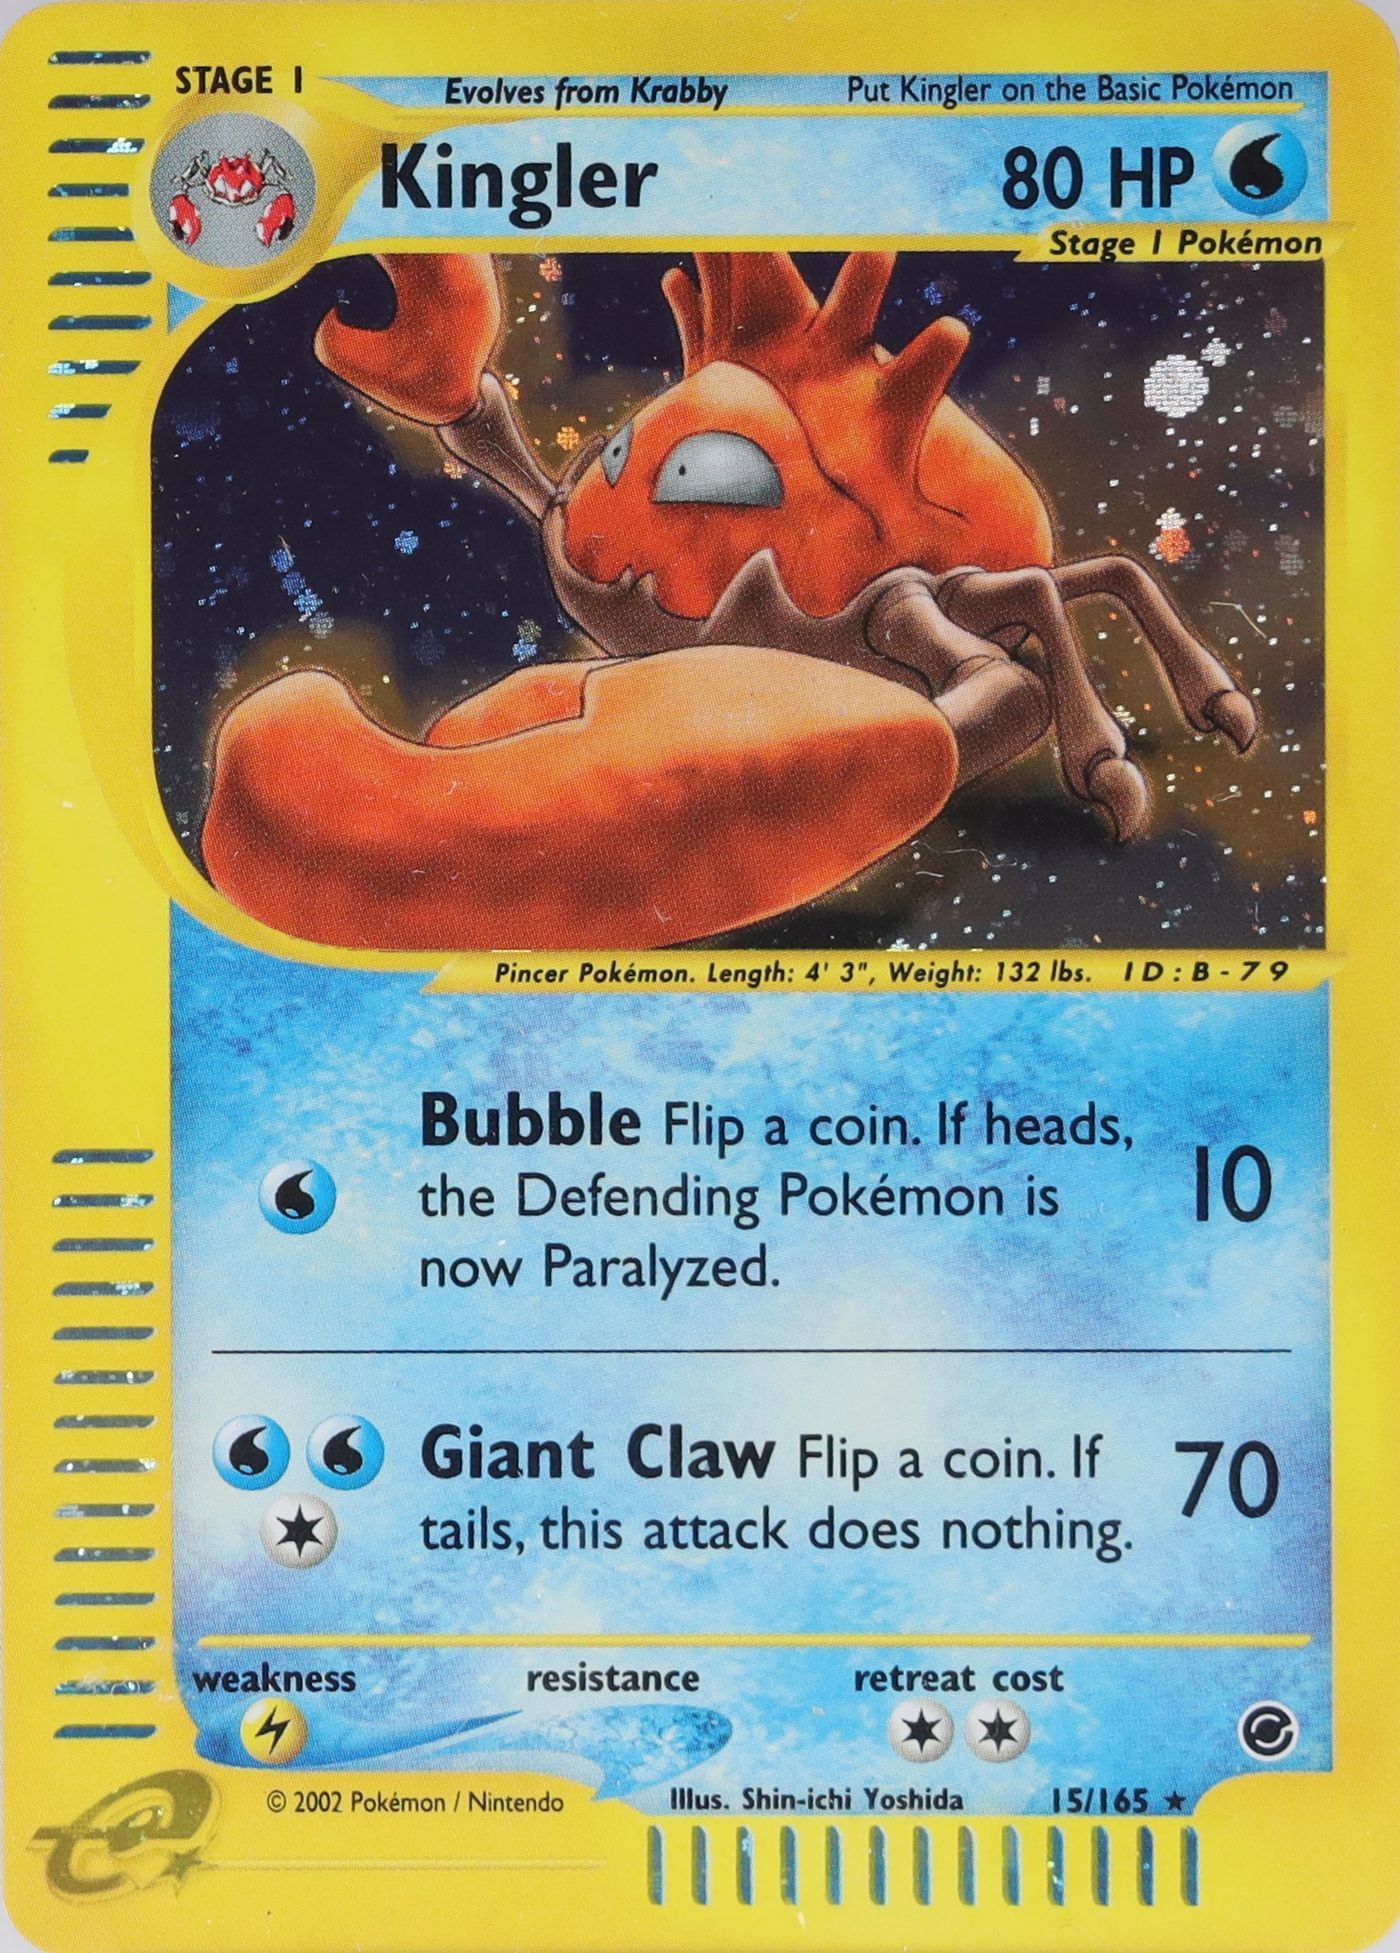 STAGE 1
Evolves from Krabby
Put Kingler on the Basic Pokémon
Kingler
80 HP
Stage 1 Pokémon
Pincer Pokémon. Length: 4' 3", Weight: 132 lbs. ID:B-79
Bubble Flip a coin. If heads,
the Defending Pokémon is
now Paralyzed.
10
Giant Claw Flip a coin. If
tails, this attack does nothing.
70
weakness
resistance
retreat cost
© 2002 Pokémon / Nintendo
Illus. Shin-ichi Yoshida
15/165 ★
e